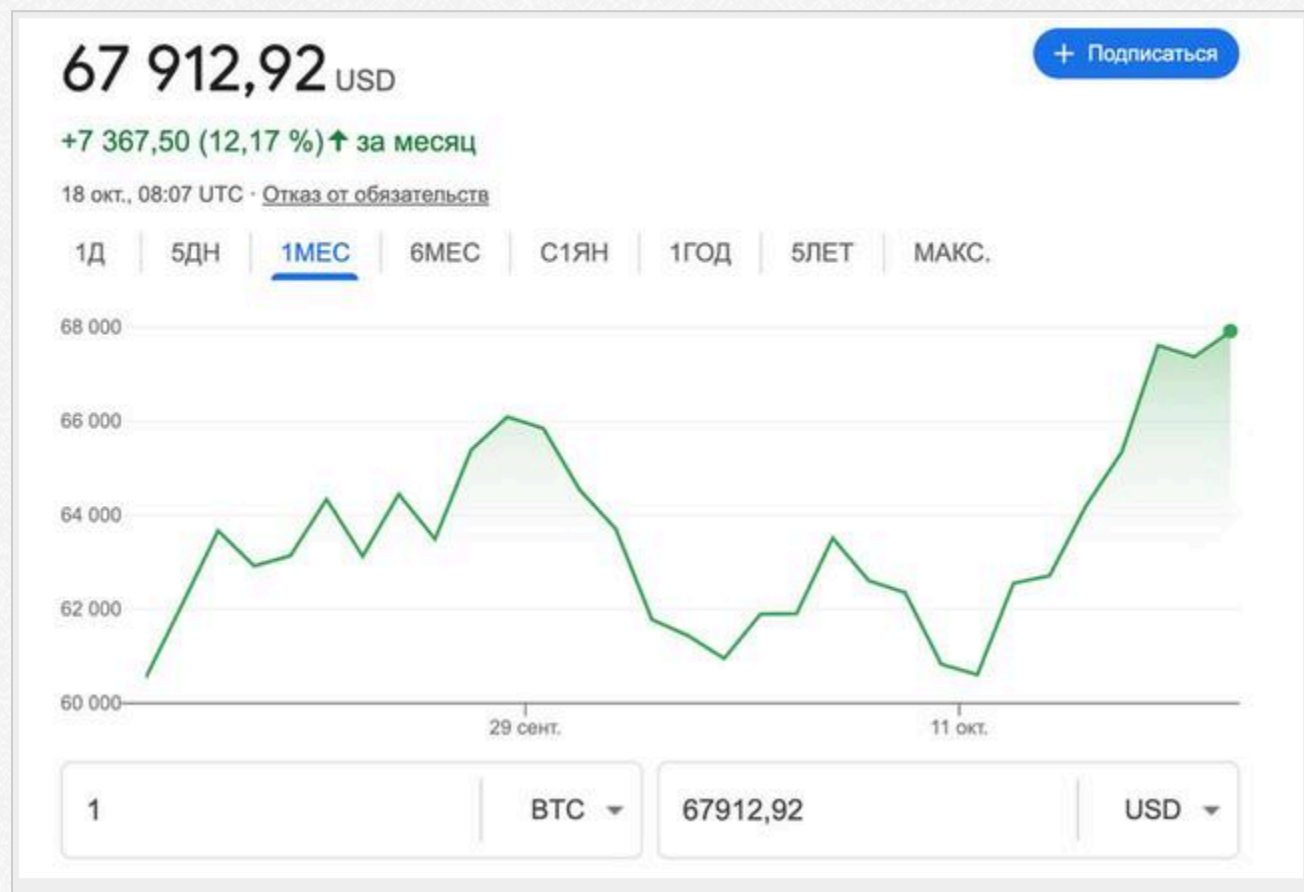 67 912,92 USD
+ Подписаться
+7 367,50 (12,17 %)↑ за месяц
18 окт., 08:07 UTC · Отказ от обязательств
1Д 5ДН 1МЕС 6МЕС С1ЯН 1ГОД 5ЛЕТ МАКС.
68 000
66 000
64 000
62 000
60 000
29 сент. 11 окт.
1 BTC 67912,92 USD